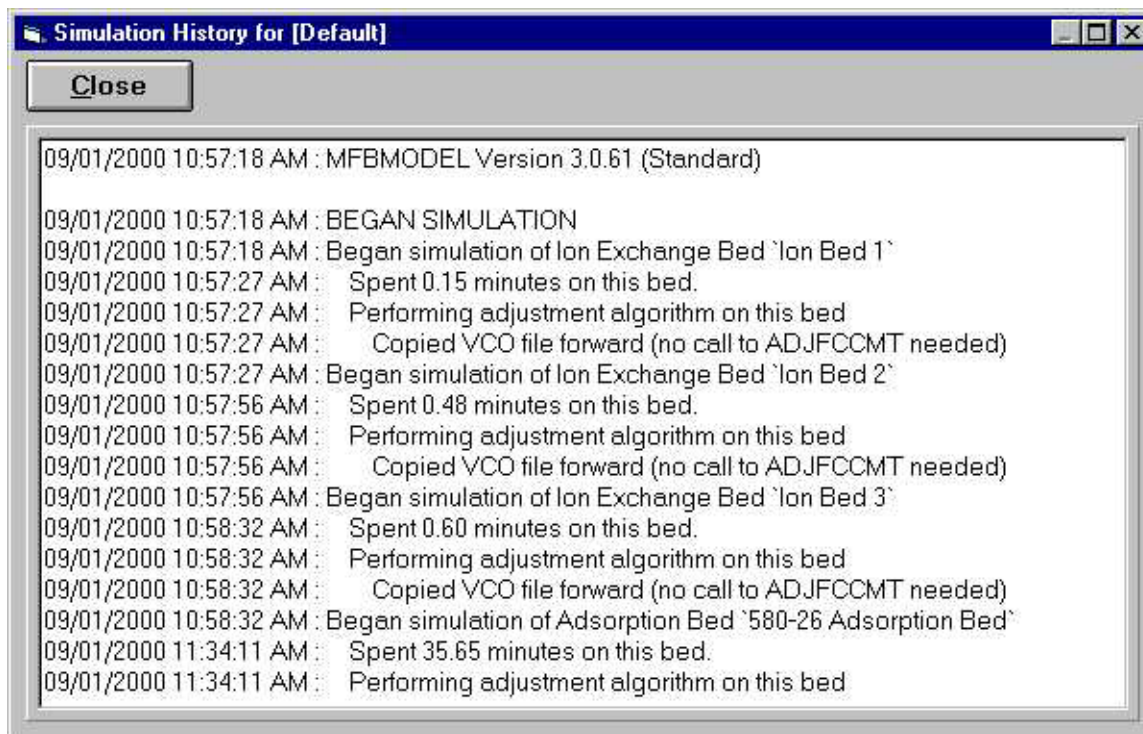 Simulation History for [Default]
Close
09/01/2000 10:57:18 AM : MFBMODEL Version 3.0.61 (Standard)
09/01/2000 10:57:18 AM : BEGAN SIMULATION
09/01/2000 10:57:18 AM : Began simulation of Ion Exchange Bed `Ion Bed 1`
09/01/2000 10:57:27 AM :    Spent 0.15 minutes on this bed.
09/01/2000 10:57:27 AM :    Performing adjustment algorithm on this bed
09/01/2000 10:57:27 AM :       Copied VCO file forward (no call to ADJFCCMT needed)
09/01/2000 10:57:27 AM : Began simulation of Ion Exchange Bed `Ion Bed 2`
09/01/2000 10:57:56 AM :    Spent 0.48 minutes on this bed.
09/01/2000 10:57:56 AM :    Performing adjustment algorithm on this bed
09/01/2000 10:57:56 AM :       Copied VCO file forward (no call to ADJFCCMT needed)
09/01/2000 10:57:56 AM : Began simulation of Ion Exchange Bed `Ion Bed 3`
09/01/2000 10:58:32 AM :    Spent 0.60 minutes on this bed.
09/01/2000 10:58:32 AM :    Performing adjustment algorithm on this bed
09/01/2000 10:58:32 AM :       Copied VCO file forward (no call to ADJFCCMT needed)
09/01/2000 10:58:32 AM : Began simulation of Adsorption Bed `580-26 Adsorption Bed`
09/01/2000 11:34:11 AM :    Spent 35.65 minutes on this bed.
09/01/2000 11:34:11 AM :    Performing adjustment algorithm on this bed